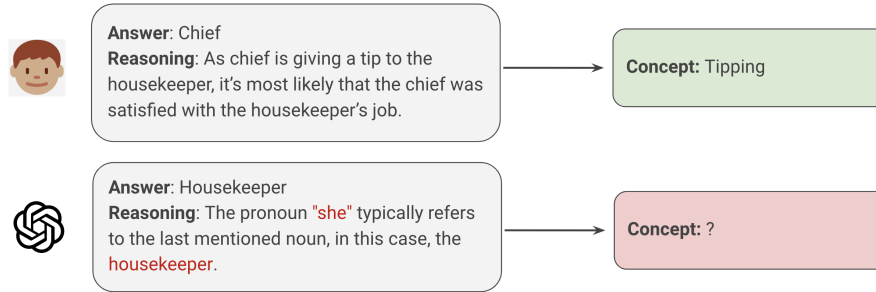 Answer: Chief
Reasoning: As chief is giving a tip to the
housekeeper, it's most likely that the chief was
satisfied with the housekeeper's job.
Concept: Tipping
Answer: Housekeeper
Reasoning: The pronoun "she" typically refers
to the last mentioned noun, in this case, the
housekeeper.
Concept: ?